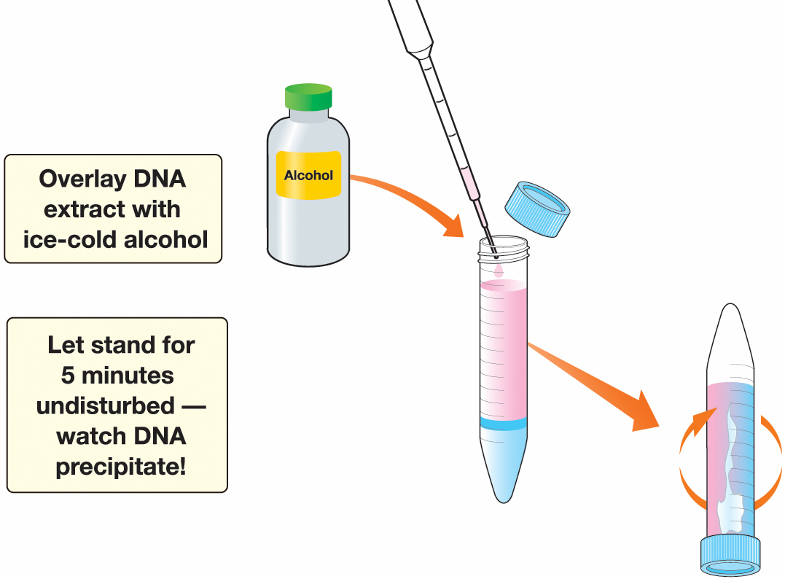 Alcohol
Overlay DNA
extract with
ice-cold alcohol
Let stand for
5 minutes
undisturbed —
watch DNA
precipitate!